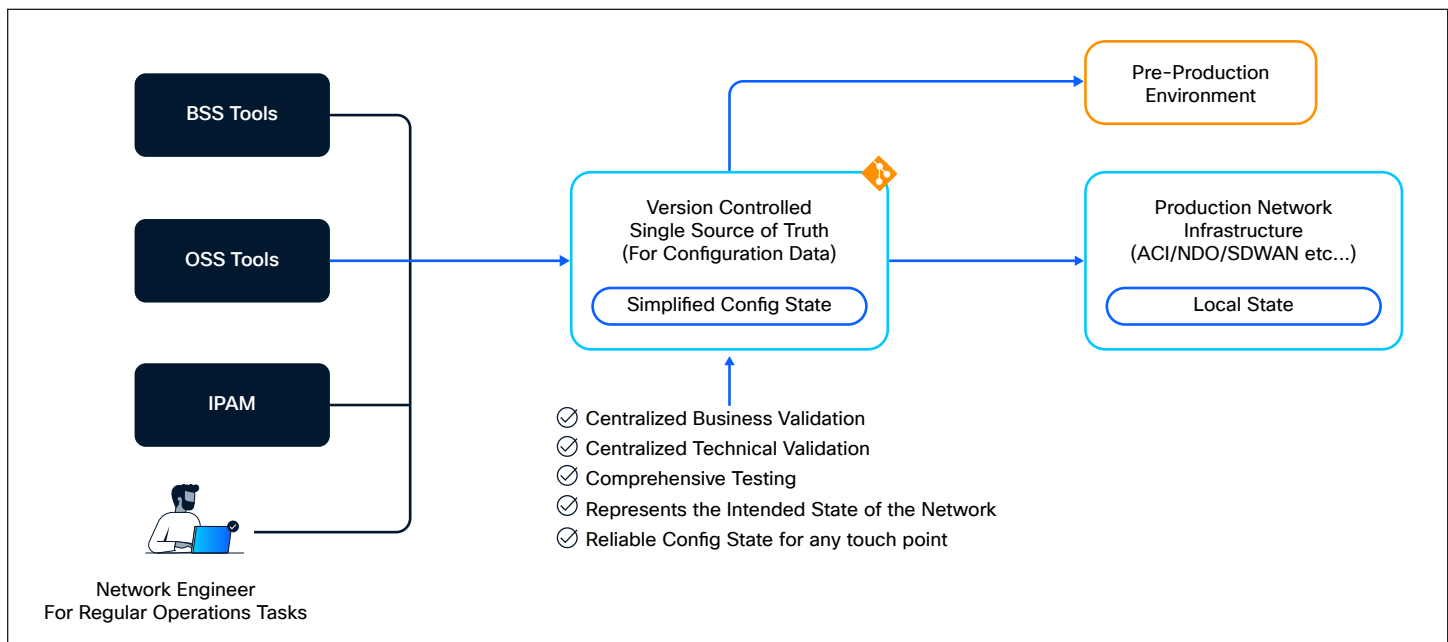 BSS Tools
OSS Tools
IPAM
Network Engineer
For Regular Operations Tasks
Version Controlled
Single Source of Truth
(For Configuration Data)
Simplified Config State
Centralized Business Validation
Centralized Technical Validation
Comprehensive Testing
Represents the Intended State of the Network
Reliable Config State for any touch point
Pre-Production
Environment
Production Network
Infrastructure
(ACI/NDO/SDWAN etc...)
Local State